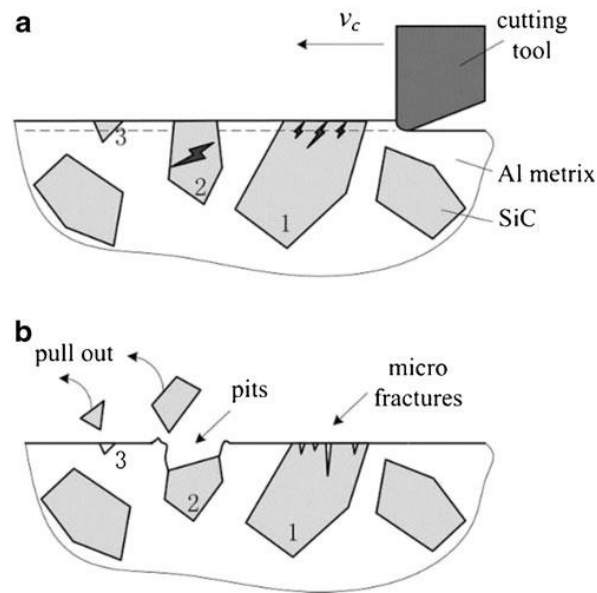 a
v_c
cutting
tool
3
2
1
Al metrix
SiC
b
pull out
pits
micro
fractures
3
2
1